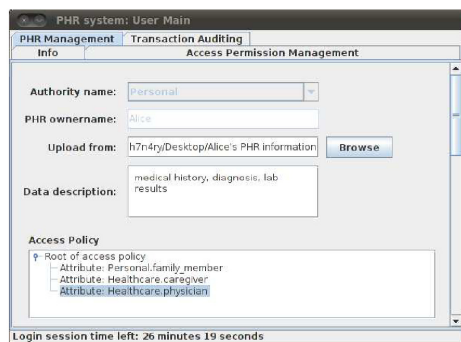 PHR system: User Main
PHR Management Transaction Auditing
Info Access Permission Management
Authority name: Personal
PHR ownername: Alice
Upload from: h7n4ry/Desktop/Alice's PHR information Browse
Data description: medical history, diagnosis, lab
results
Access Policy
Root of access policy
Attribute: Personal.family_member
Attribute: Healthcare.caregiver
Attribute: Healthcare.physician
Login session time left: 26 minutes 19 seconds